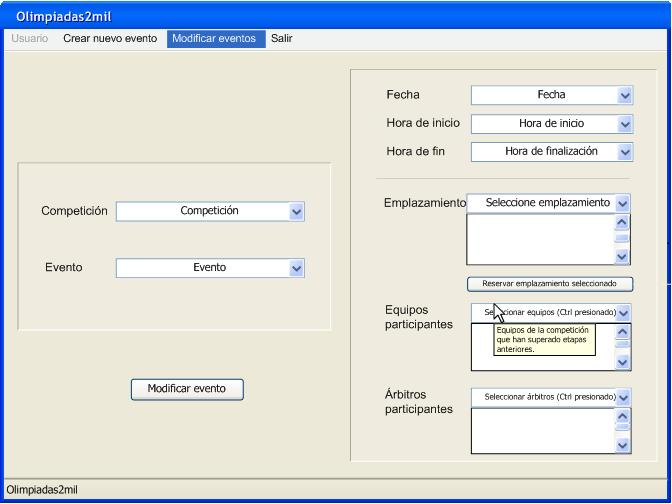 Olimpiadas2mil
Usuario Crear nuevo evento Modificar eventos Salir
Competición Competición
Evento Evento
Modificar evento
Fecha Fecha
Hora de inicio Hora de inicio
Hora de fin Hora de finalización
Emplazamiento Seleccione emplazamiento
Reservar emplazamiento seleccionado
Equipos
participantes
Seleccionar equipos (Ctrl presionado)
Equipos de la competición
que han superado etapas
anteriores.
Árbitros
participantes
Seleccionar árbitros (Ctrl presionado)
Olimpiadas2mil